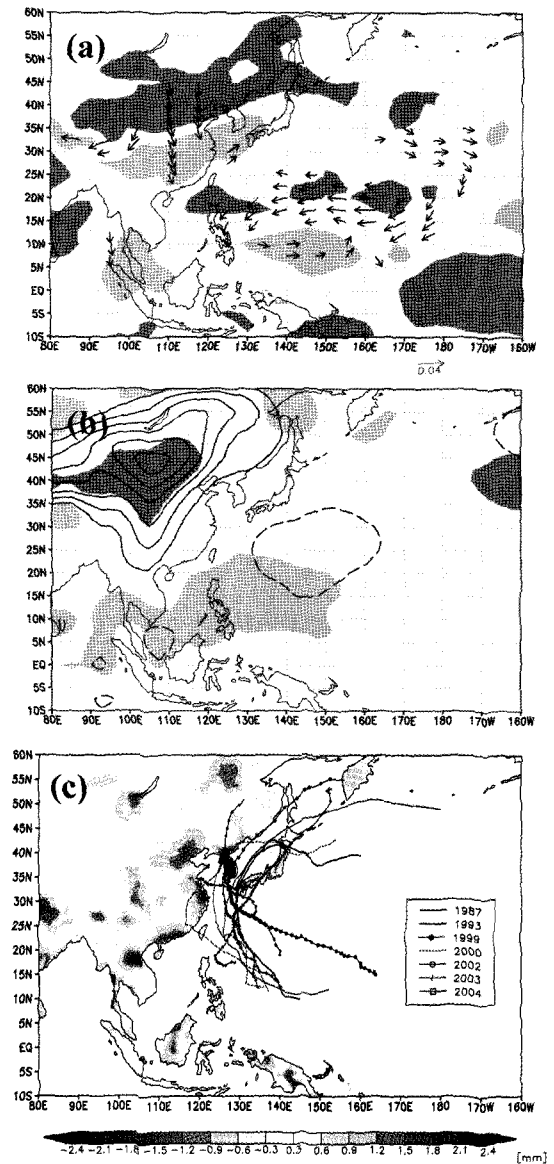 60N
(a)
55N
50N
45N
40N
35N
30N
25N
20N
15N
10N
5N
EQ
5S
10S
80E 90E 100E 110E 120E 130E 140E 150E 160E 170E 180 170W 160W
0.04
60N
(b)
55N
50N
45N
40N
35N
30N
25N
20N
15N
10N
5N
EQ
5S
10S
80E 90E 100E 110E 120E 130E 140E 150E 160E 170E 180 170W 160W
60N
(c)
55N
50N
45N
40N
35N
30N
25N
20N
15N
10N
5N
EQ
5S
10S
1987
1993
1999
2000
2002
2003
2004
80E 90E 100E 110E 120E 130E 140E 150E 160E 170E 180 170W 160W
-2.4 -2.1 -1.8 -1.5 -1.2 -0.9 -0.6 -0.3 0.3 0.6 0.9 1.2 1.5 1.8 2.1 2.4
[mm]